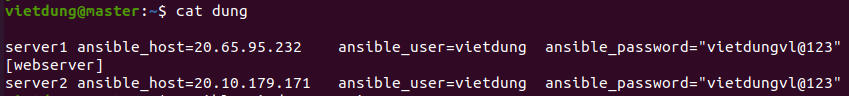 vietdung@master:~$ cat dung
server1 ansible_host=20.65.95.232 ansible_user=vietdung ansible_password="vietdungvl@123"
[webserver]
server2 ansible_host=20.10.179.171 ansible_user=vietdung ansible_password="vietdungvl@123"